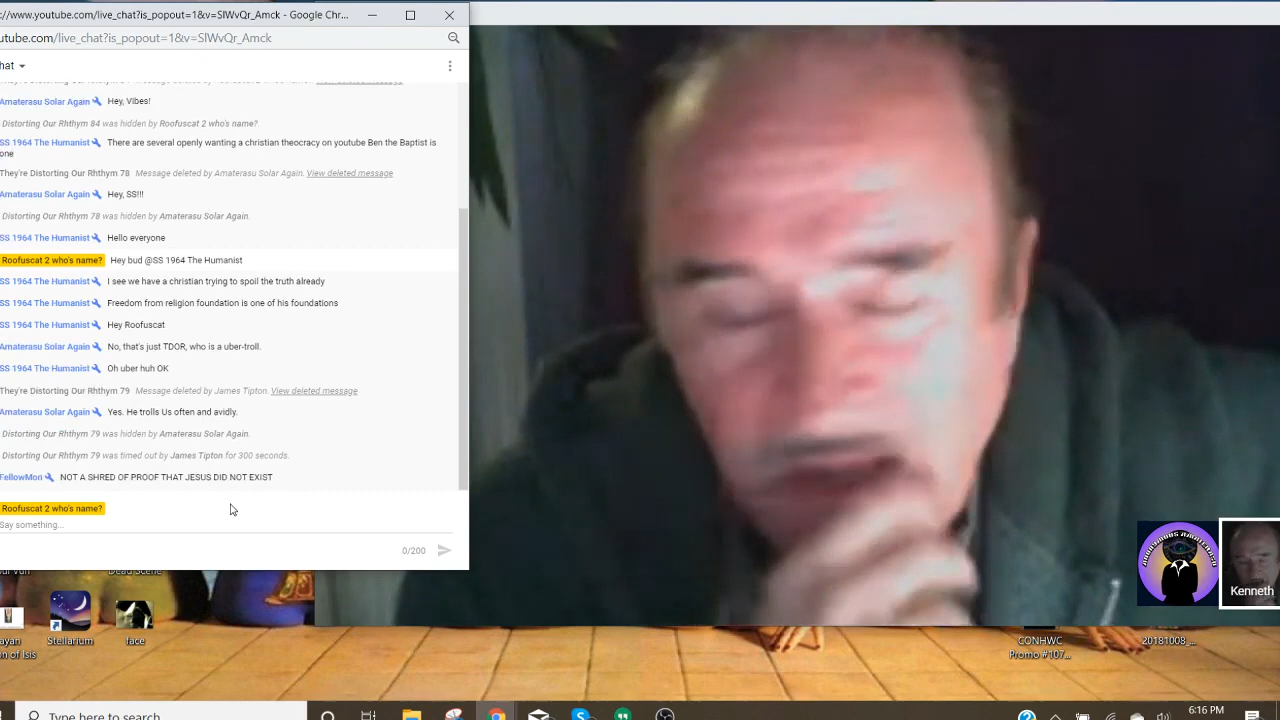 ://www.youtube.com/live_chat?is_popout=1&v=SlWvQr_Amck - Google Chr...
utube.com/live_chat?is_popout=1&v=SlWvQr_Amck
hat
Amaterasu Solar Again Hey, Vibes!
Distorting Our Rhthym 84 was hidden by Roofuscat 2 who's name?.
SS 1964 The Humanist There are several openly wanting a christian theocracy on youtube Ben the Baptist is
one
They're Distorting Our Rhthym 78 Message deleted by Amaterasu Solar Again. View deleted message
Amaterasu Solar Again Hey, SS!!!
Distorting Our Rhthym 78 was hidden by Amaterasu Solar Again.
SS 1964 The Humanist Hello everyone
Roofuscat 2 who's name? Hey bud @SS 1964 The Humanist
SS 1964 The Humanist I see we have a christian trying to spoil the truth already
SS 1964 The Humanist Freedom from religion foundation is one of his foundations
SS 1964 The Humanist Hey Roofuscat
Amaterasu Solar Again No, that's just TDOR, who is a uber-troll.
SS 1964 The Humanist Oh uber huh OK
They're Distorting Our Rhthym 79 Message deleted by James Tipton. View deleted message
Amaterasu Solar Again Yes. He trolls Us often and avidly.
Distorting Our Rhthym 79 was hidden by Amaterasu Solar Again.
Distorting Our Rhthym 79 was timed out by James Tipton for 300 seconds.
FellowMon NOT A SHRED OF PROOF THAT JESUS DID NOT EXIST
Roofuscat 2 who's name?
Say something...
0/200
ANONYMOUS
Kenneth
Dead Scene
ayan
on of Isis
Stellarium
face
CONHWC
Promo #107...
20181008_...
Type here to search
6:16 PM